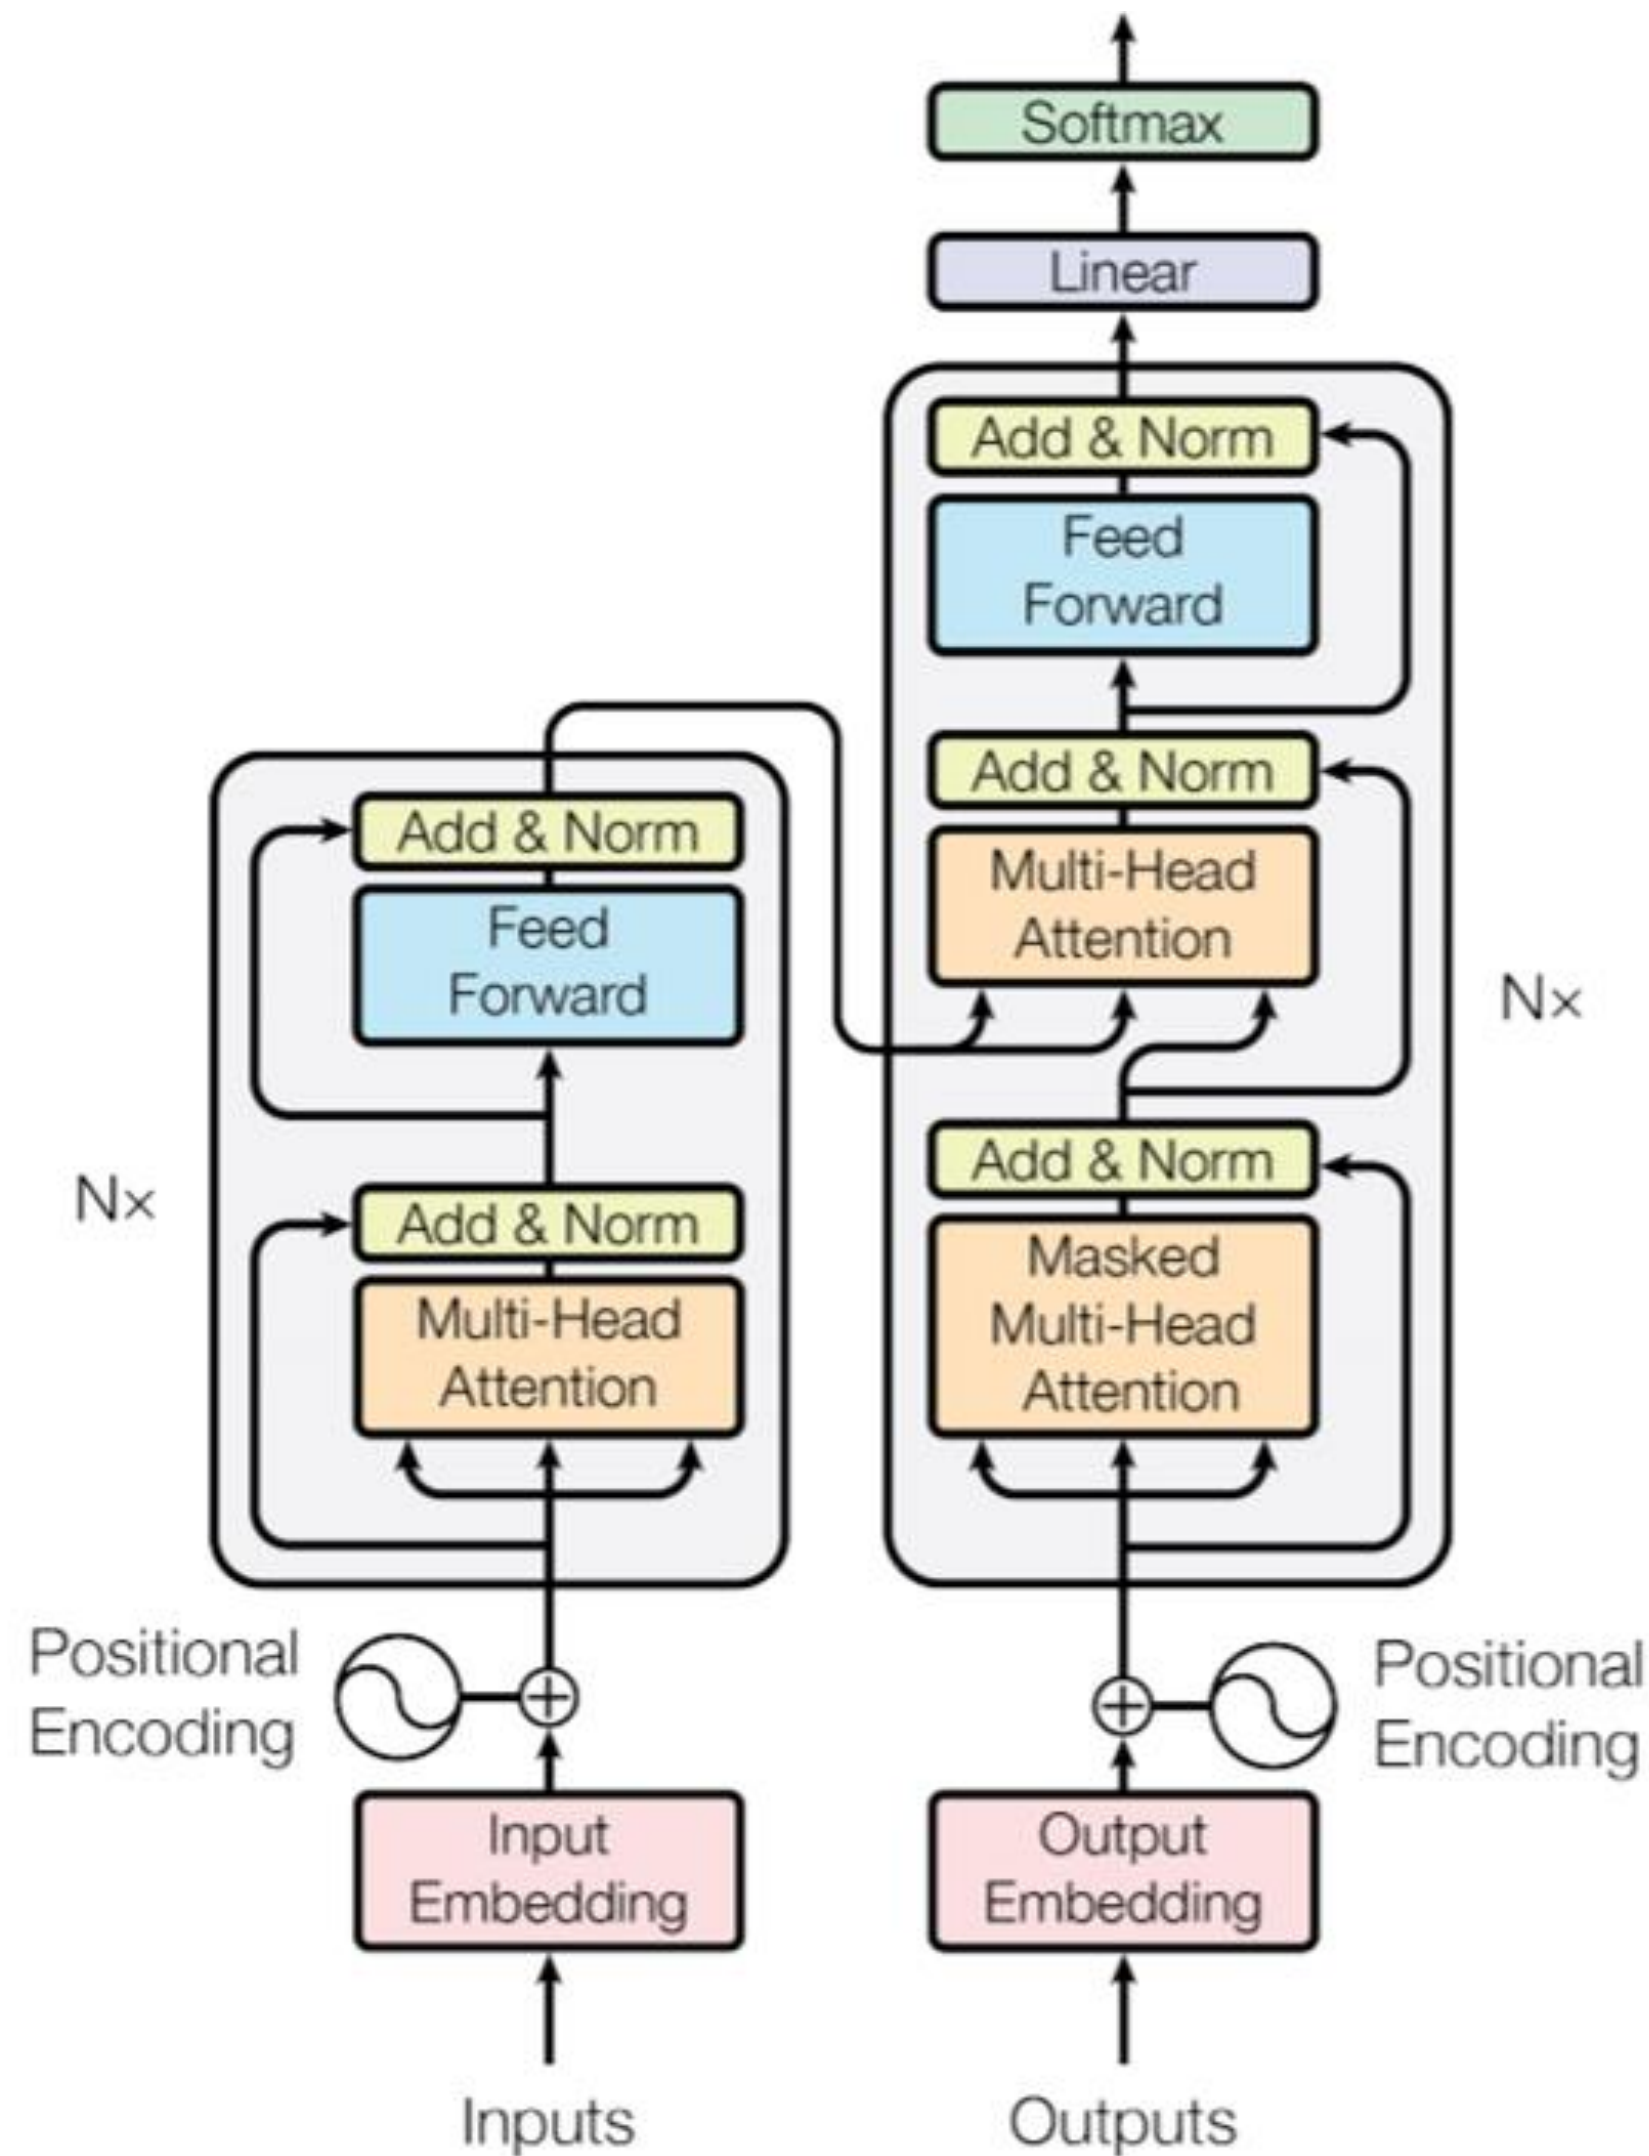 Softmax
Linear
Add & Norm
Feed
Forward
Add & Norm
Multi-Head
Attention
Add & Norm
Masked
Multi-Head
Attention
Nx
Add & Norm
Feed
Forward
Add & Norm
Multi-Head
Attention
Nx
Positional
Encoding
Positional
Encoding
Input
Embedding
Output
Embedding
Inputs
Outputs